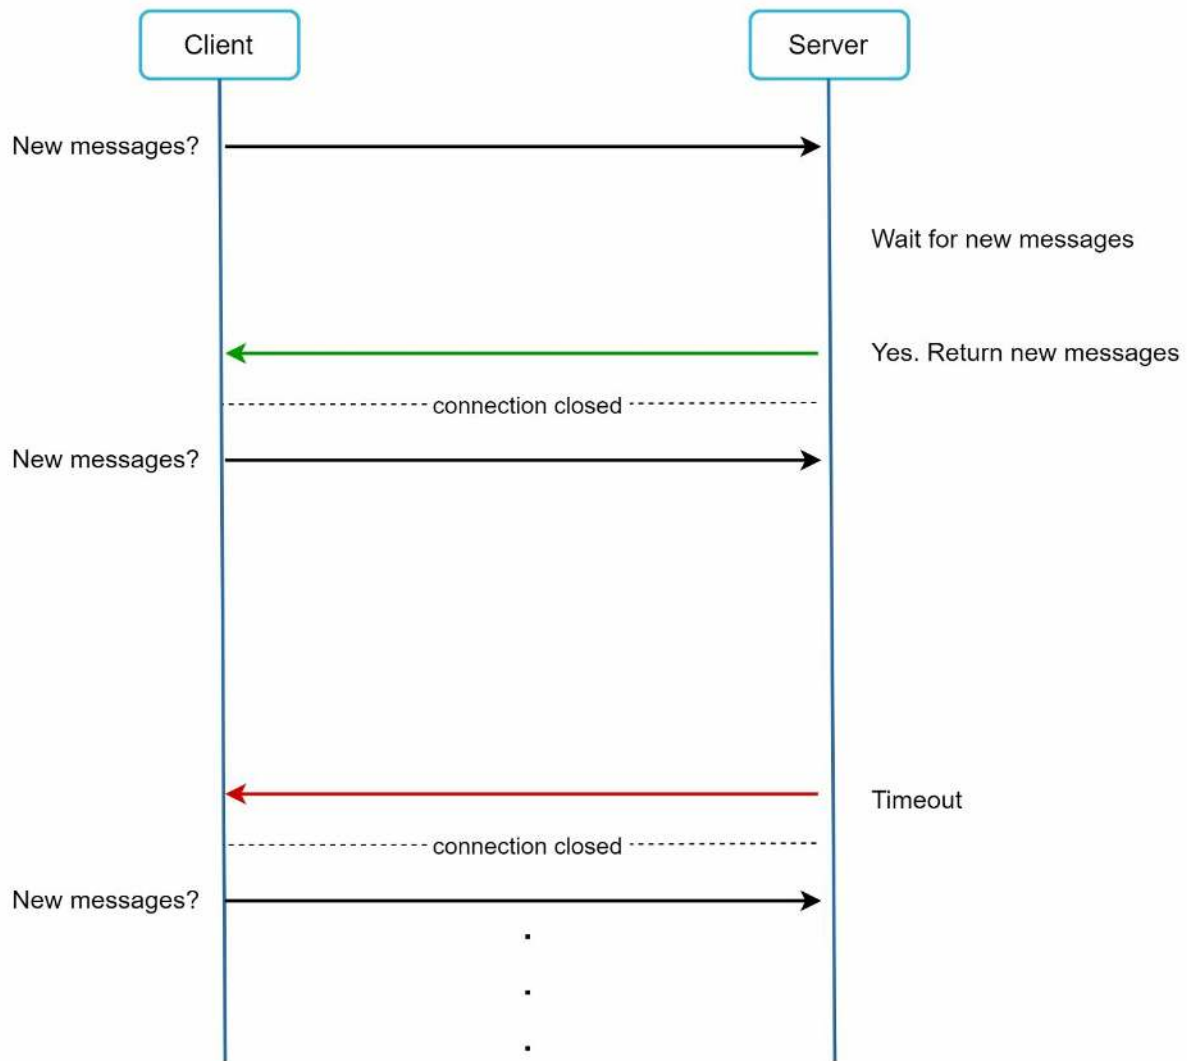 Client
Server
New messages?
Wait for new messages
Yes. Return new messages
connection closed
New messages?
Timeout
connection closed
New messages?